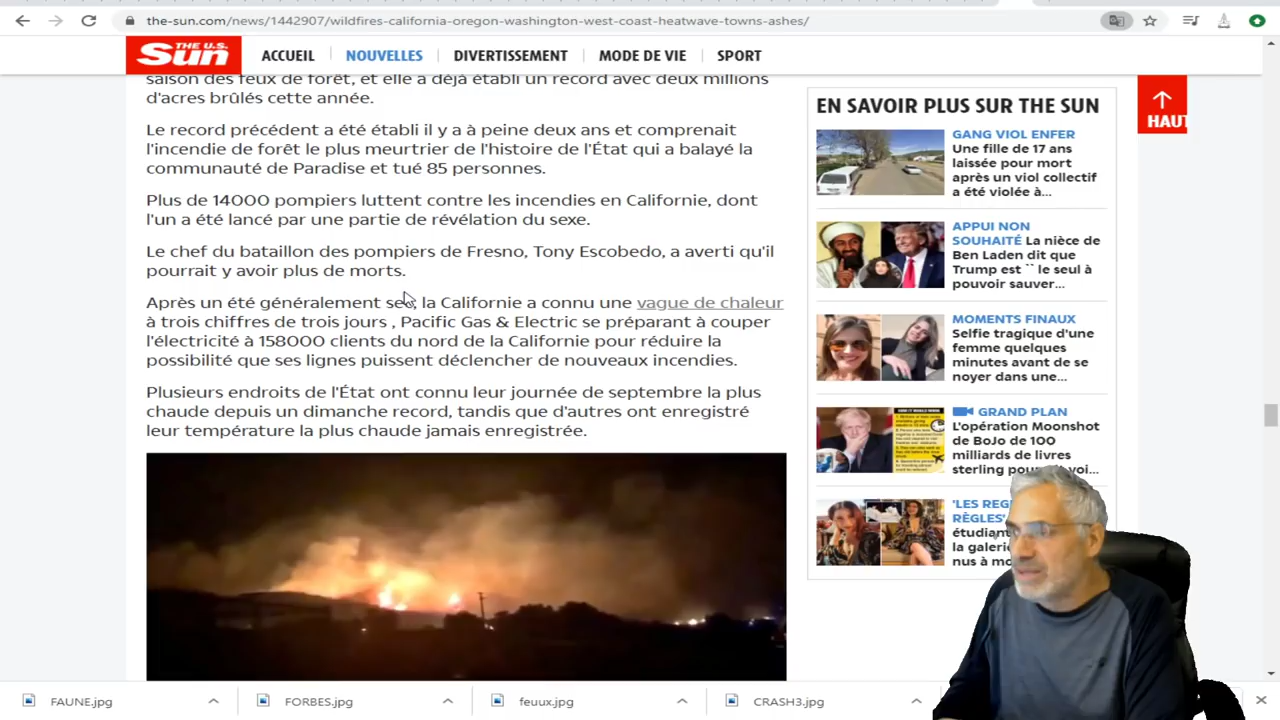 the-sun.com/news/1442907/wildfires-california-oregon-washington-west-coast-heatwave-towns-ashes/
THE U.S. Sun
ACCUEIL NOUVELLES DIVERTISSEMENT MODE DE VIE SPORT
saison des feux de forêt, et elle a déjà établi un record avec deux millions
d'acres brûlés cette année.
Le record précédent a été établi il y a à peine deux ans et comprenait
l'incendie de forêt le plus meurtrier de l'histoire de l'État qui a balayé la
communauté de Paradise et tué 85 personnes.
Plus de 14000 pompiers luttent contre les incendies en Californie, dont
l'un a été lancé par une partie de révélation du sexe.
Le chef du bataillon des pompiers de Fresno, Tony Escobedo, a averti qu'il
pourrait y avoir plus de morts.
Après un été généralement sec, la Californie a connu une vague de chaleur
à trois chiffres de trois jours , Pacific Gas & Electric se préparant à couper
l'électricité à 158000 clients du nord de la Californie pour réduire la
possibilité que ses lignes puissent déclencher de nouveaux incendies.
Plusieurs endroits de l'État ont connu leur journée de septembre la plus
chaude depuis un dimanche record, tandis que d'autres ont enregistré
leur température la plus chaude jamais enregistrée.
EN SAVOIR PLUS SUR THE SUN
GANG VIOL ENFER
Une fille de 17 ans
laissée pour mort
après un viol collectif
a été violée à...
APPUI NON
SOUHAITÉ La nièce de
Ben Laden dit que
Trump est `` le seul à
pouvoir sauver...
MOMENTS FINAUX
Selfie tragique d'une
femme quelques
minutes avant de se
noyer dans une...
GRAND PLAN
L'opération Moonshot
de BoJo de 100
milliards de livres
sterling
'LES
RÈGLES'
la
nus à
HAUT
FAUNE.jpg
FORBES.jpg
feuux.jpg
CRASH3.jpg